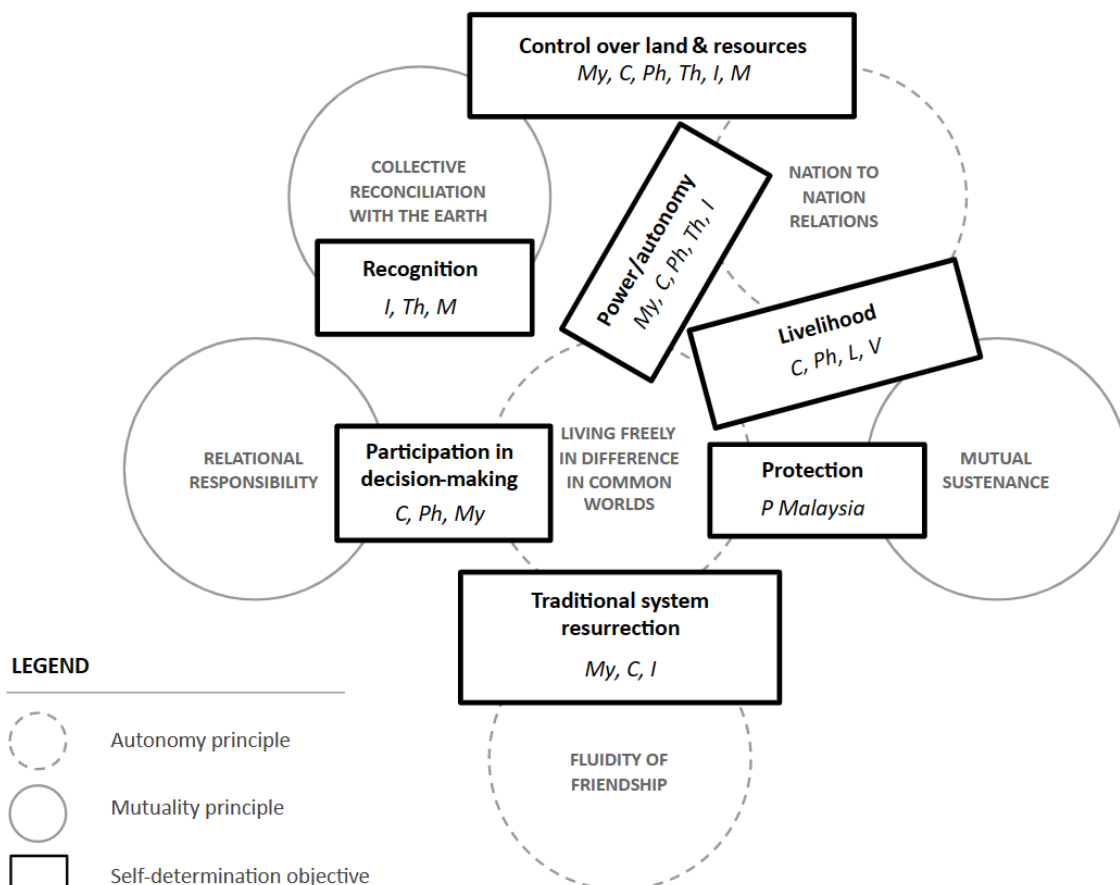 Control over land & resources
My, C, Ph, Th, I, M
COLLECTIVE
RECONCILIATION
WITH THE EARTH
NATION TO
NATION
RELATIONS
Power/autonomy
My, C, Ph, Th, I
Recognition
I, Th, M
Livelihood
C, Ph, L, V
RELATIONAL
RESPONSIBILITY
Participation in
decision-making
C, Ph, My
LIVING FREELY
IN DIFFERENCE
IN COMMON
WORLDS
Protection
P Malaysia
MUTUAL
SUSTENANCE
Traditional system
resurrection
My, C, I
FLUIDITY OF
FRIENDSHIP
LEGEND
Autonomy principle
Mutuality principle
Self-determination objective